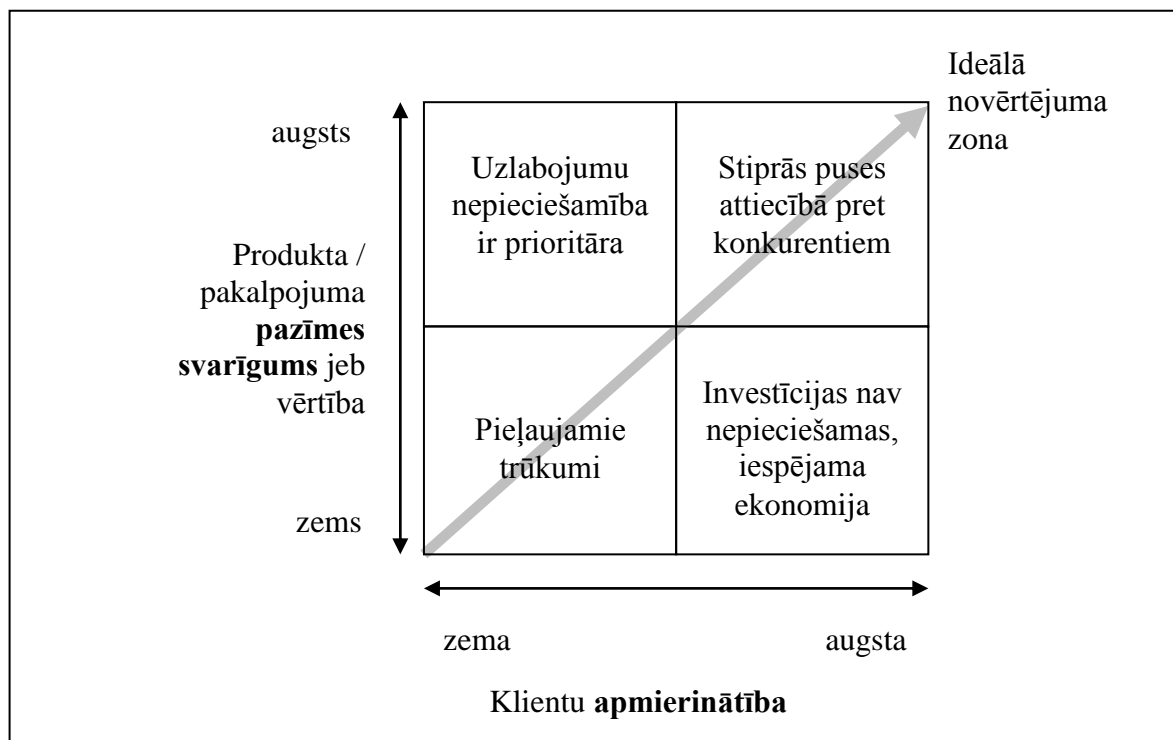 Ideālā
novērtējuma
zona
augsts
Uzlabojumu
nepieciešamība
ir prioritāra
Stiprās puses
attiecībā pret
konkurentiem
Produkta /
pakalpojuma
pazīmes
svarīgums jeb
vērtība
Pieļaujamie
trūkumi
Investīcijas nav
nepieciešamas,
iespējama
ekonomija
zems
zema
augsta
Klientu apmierinātība